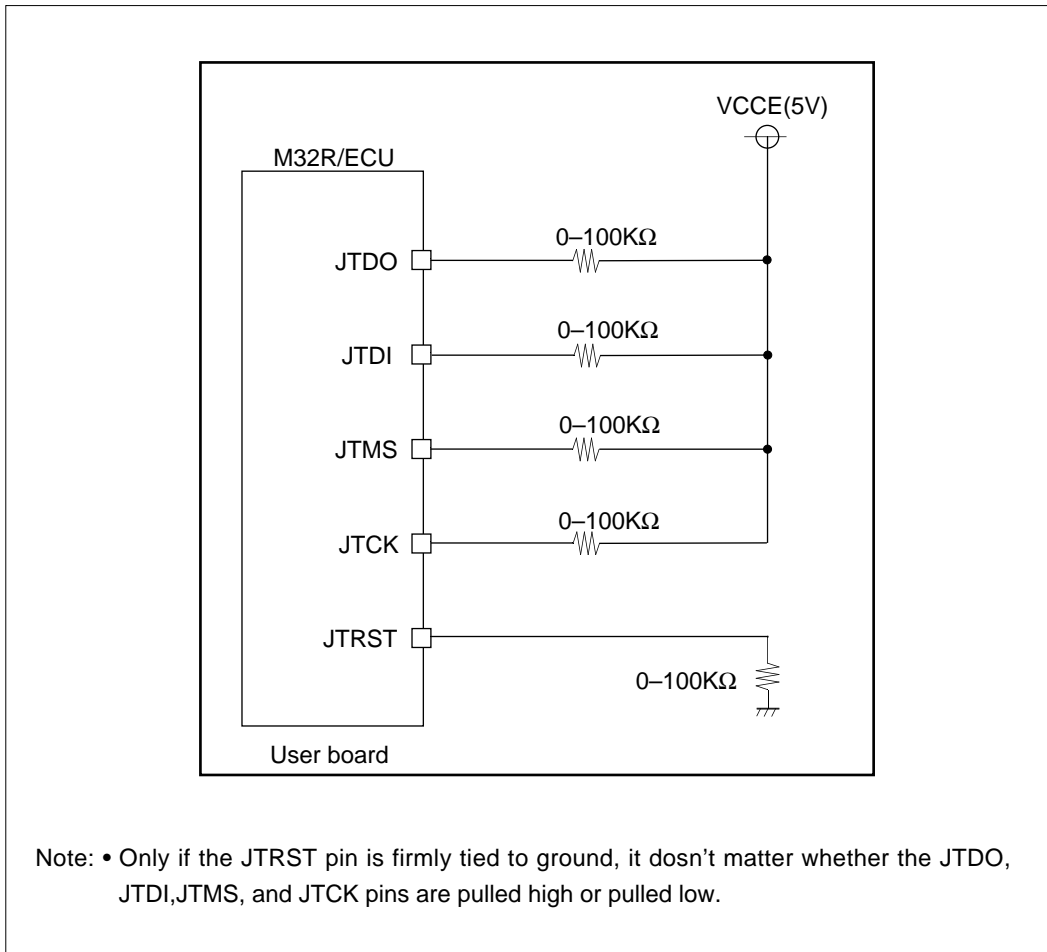 VCCE(5V)
M32R/ECU
0–100KΩ
JTDO
0–100KΩ
JTDI
0–100KΩ
JTMS
0–100KΩ
JTCK
JTRST
0–100KΩ
User board
Note: • Only if the JTRST pin is firmly tied to ground, it dosn't matter whether the JTDO,
JTDI,JTMS, and JTCK pins are pulled high or pulled low.